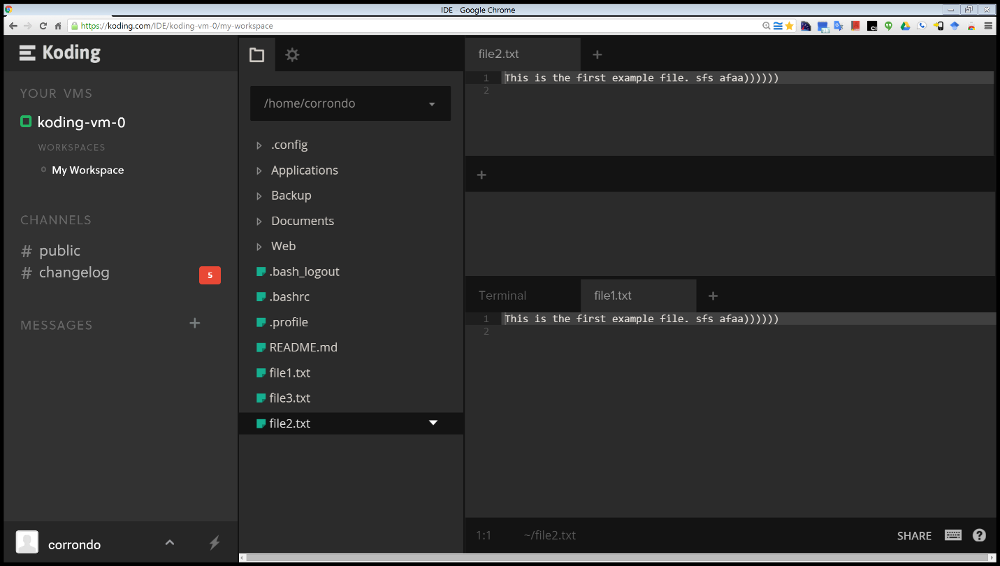 IDE - Google Chrome
https://koding.com/IDE/koding-vm-0/my-workspace
Koding
YOUR VMS
koding-vm-0
WORKSPACES
My Workspace
CHANNELS
# public
# changelog
5
MESSAGES +
corrondo
/home/corrondo
.config
Applications
Backup
Documents
Web
.bash_logout
.bashrc
.profile
README.md
file1.txt
file3.txt
file2.txt
file2.txt +
1 This is the first example file. sfs afaa))))))
2
+
Terminal file1.txt +
1 This is the first example file. sfs afaa))))))
2
1:1 ~/file2.txt SHARE ?